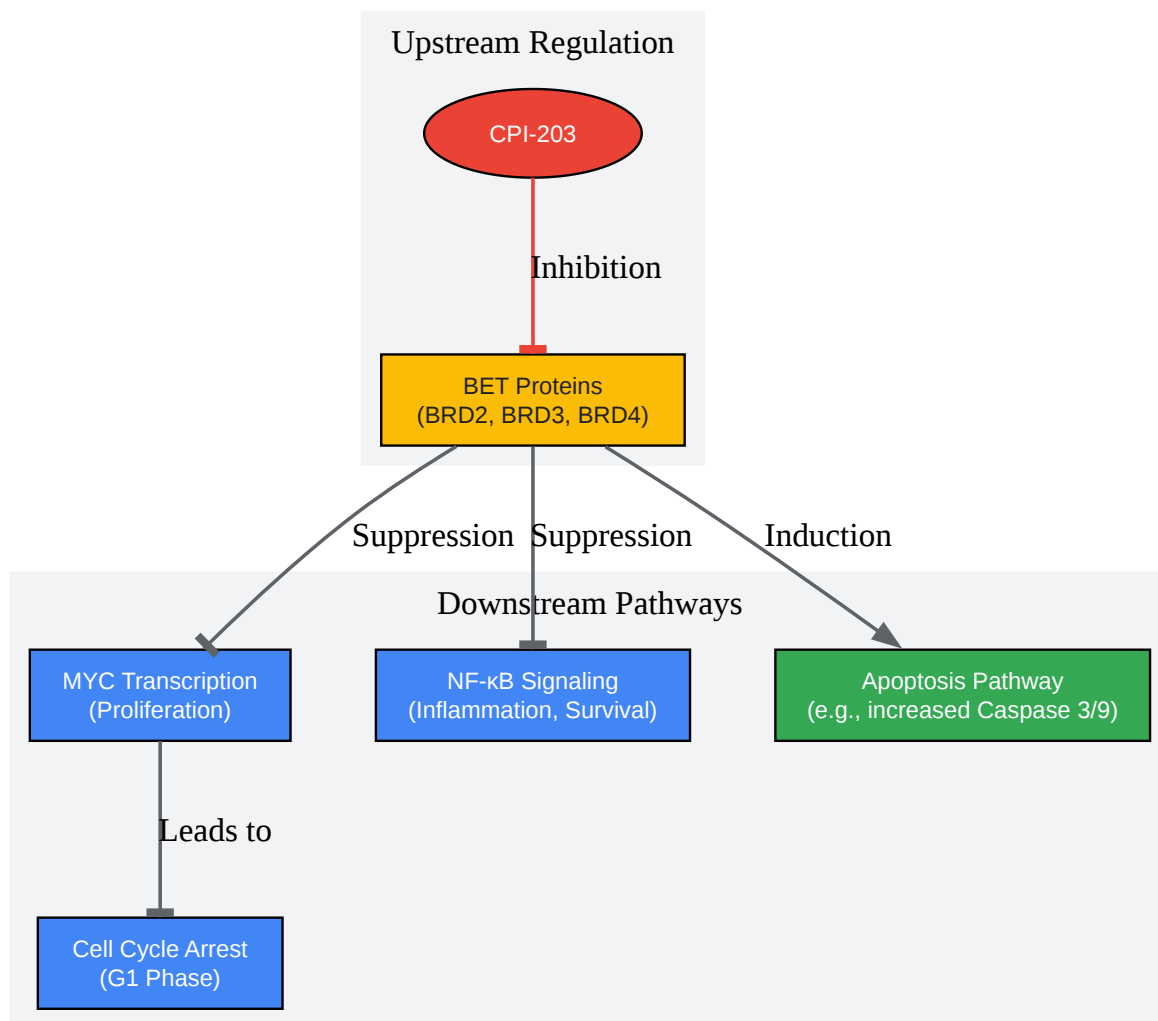 Upstream Regulation
CPI-203
Inhibition
BET Proteins
(BRD2, BRD3, BRD4)
Suppression
Suppression
Induction
Downstream Pathways
MYC Transcription
(Proliferation)
NF-κB Signaling
(Inflammation, Survival)
Apoptosis Pathway
(e.g., increased Caspase 3/9)
Leads to
Cell Cycle Arrest
(G1 Phase)